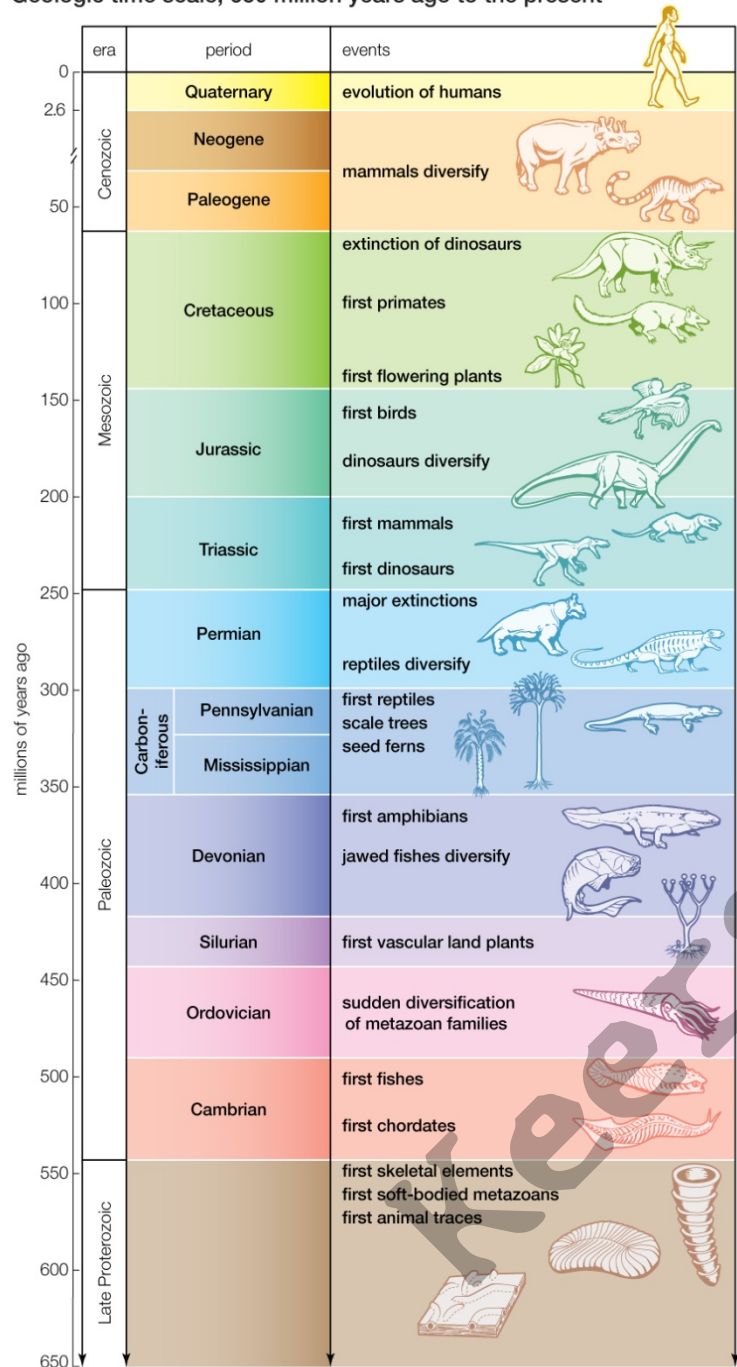 Geologic time scale, 650 million years ago to the present
era period events
0
Quaternary evolution of humans
2.6
Cenozoic
Neogene
mammals diversify
Paleogene
50
extinction of dinosaurs
100 first primates
Cretaceous
first flowering plants
150
Mesozoic
first birds
Jurassic
dinosaurs diversify
200
first mammals
Triassic
first dinosaurs
250
major extinctions
Permian
reptiles diversify
millions of years ago
300
first reptiles
Pennsylvanian
scale trees
Carbon-
iferous
seed ferns
Mississippian
350
first amphibians
Devonian jawed fishes diversify
Paleozoic
400
Silurian first vascular land plants
450
Ordovician sudden diversification
of metazoan families
500 first fishes
Cambrian
first chordates
550 first skeletal elements
first soft-bodied metazoans
first animal traces
Late Proterozoic
600
650